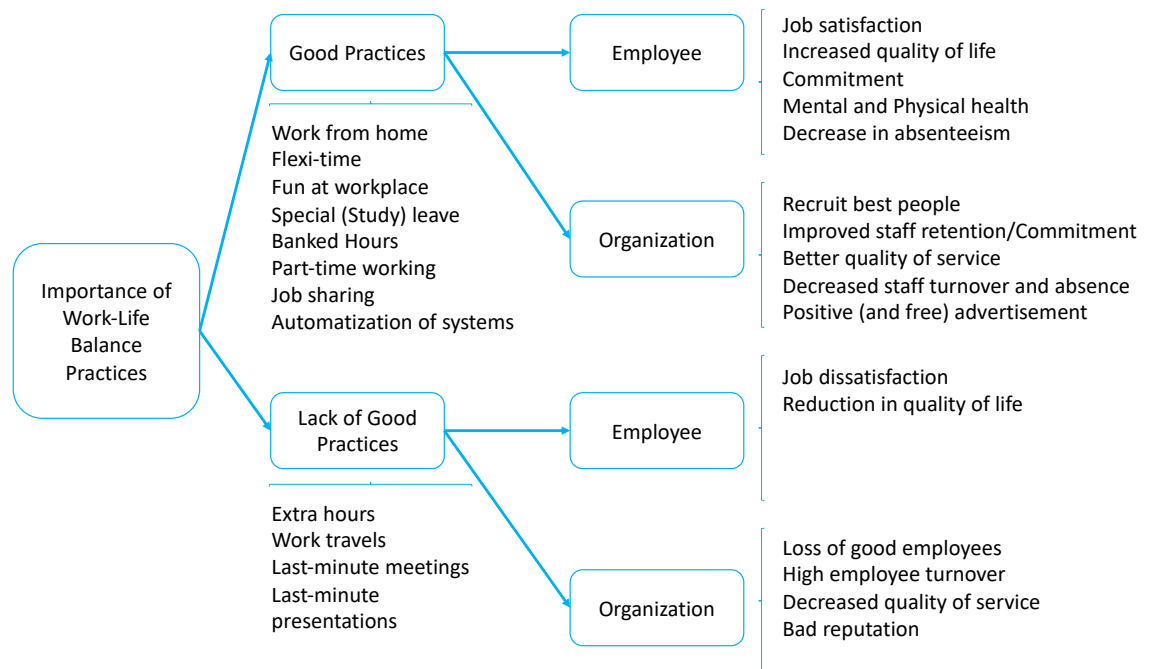 Importance of
Work-Life
Balance
Practices
Good Practices
Work from home
Flexi-time
Fun at workplace
Special (Study) leave
Banked Hours
Part-time working
Job sharing
Automatization of systems
Employee
Job satisfaction
Increased quality of life
Commitment
Mental and Physical health
Decrease in absenteeism
Organization
Recruit best people
Improved staff retention/Commitment
Better quality of service
Decreased staff turnover and absence
Positive (and free) advertisement
Lack of Good
Practices
Extra hours
Work travels
Last-minute meetings
Last-minute
presentations
Employee
Job dissatisfaction
Reduction in quality of life
Organization
Loss of good employees
High employee turnover
Decreased quality of service
Bad reputation